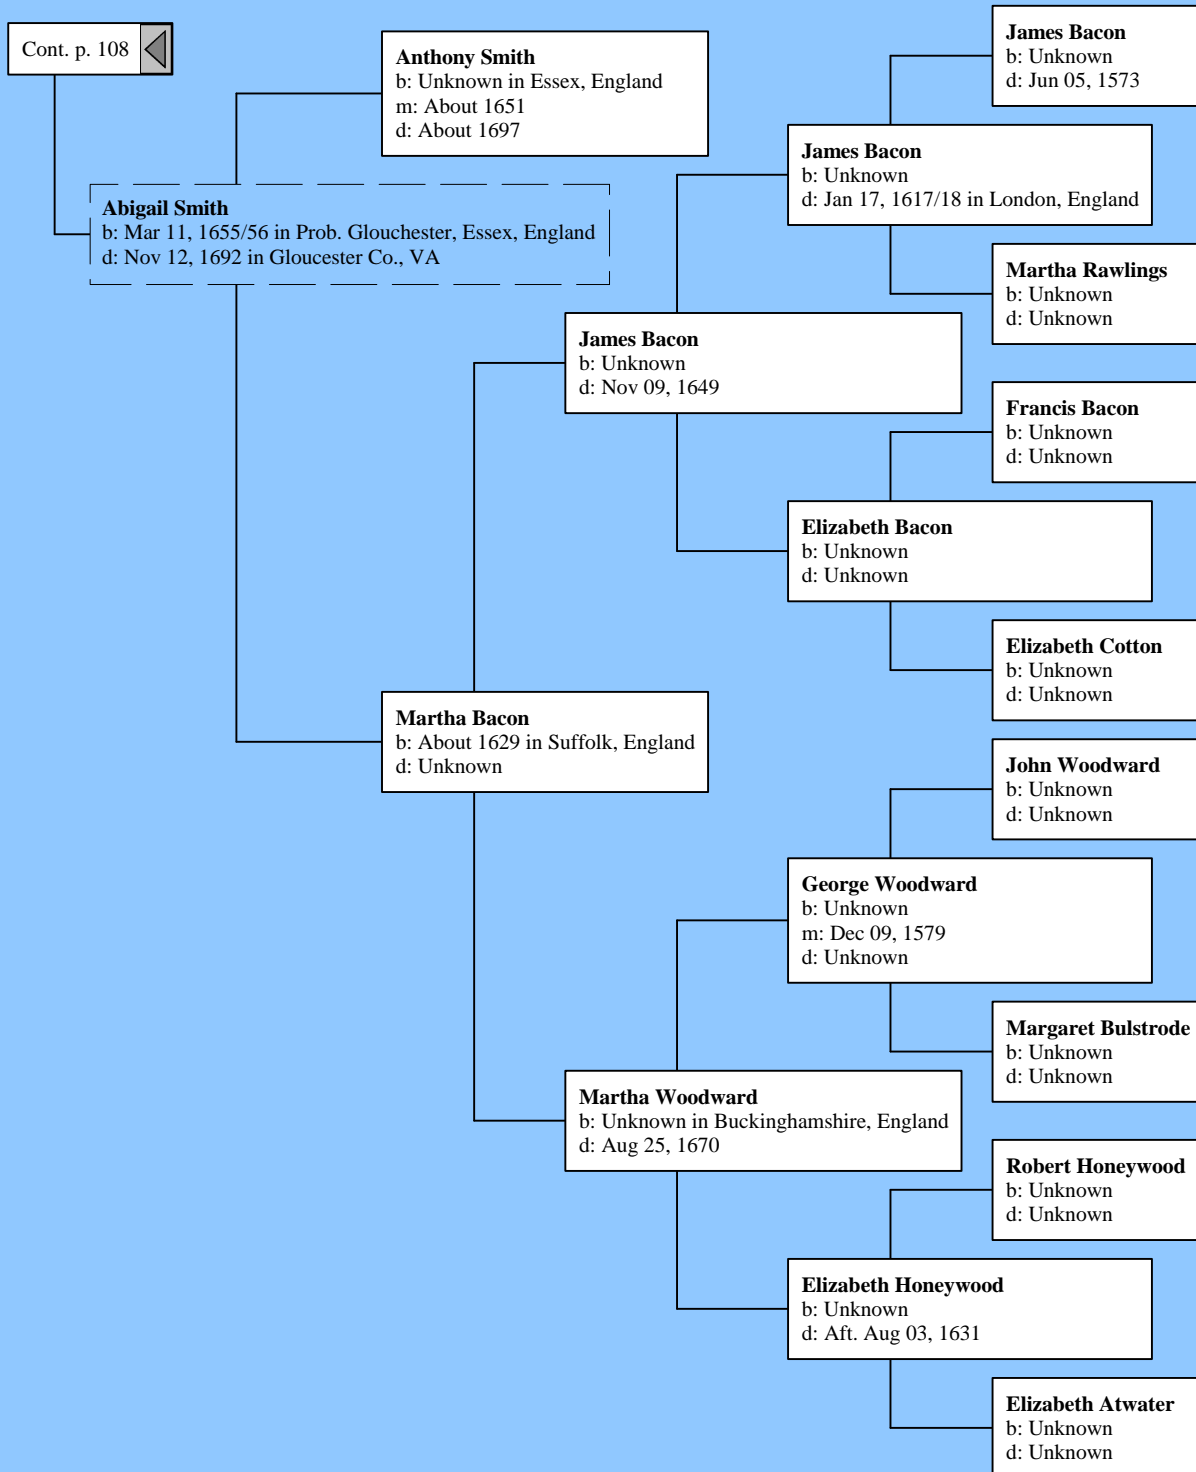 Cont. p. 108
Anthony Smith
b: Unknown in Essex, England
m: About 1651
d: About 1697
Abigail Smith
b: Mar 11, 1655/56 in Prob. Glouchester, Essex, England
d: Nov 12, 1692 in Gloucester Co., VA
Martha Bacon
b: About 1629 in Suffolk, England
d: Unknown
James Bacon
b: Unknown
d: Nov 09, 1649
Martha Woodward
b: Unknown in Buckinghamshire, England
d: Aug 25, 1670
James Bacon
b: Unknown
d: Jan 17, 1617/18 in London, England
Elizabeth Bacon
b: Unknown
d: Unknown
George Woodward
b: Unknown
m: Dec 09, 1579
d: Unknown
Elizabeth Honeywood
b: Unknown
d: Aft. Aug 03, 1631
James Bacon
b: Unknown
d: Jun 05, 1573
Martha Rawlings
b: Unknown
d: Unknown
Francis Bacon
b: Unknown
d: Unknown
Elizabeth Cotton
b: Unknown
d: Unknown
John Woodward
b: Unknown
d: Unknown
Margaret Bulstrode
b: Unknown
d: Unknown
Robert Honeywood
b: Unknown
d: Unknown
Elizabeth Atwater
b: Unknown
d: Unknown